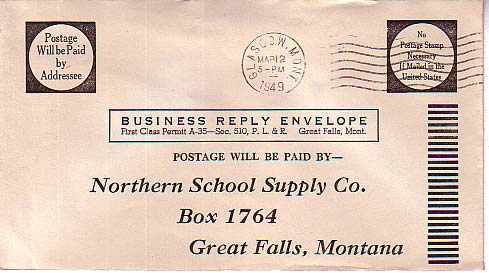 Postage
Will be Paid
by
Addressee
GLASGOW, MONT.
MAR 12
5-PM
1949
No
Postage Stamp
Necessary
If Mailed in the
United States
BUSINESS REPLY ENVELOPE
First Class Permit A-35—Sec. 510, P. L. & R. Great Falls, Mont.
POSTAGE WILL BE PAID BY—
Northern School Supply Co.
Box 1764
Great Falls, Montana